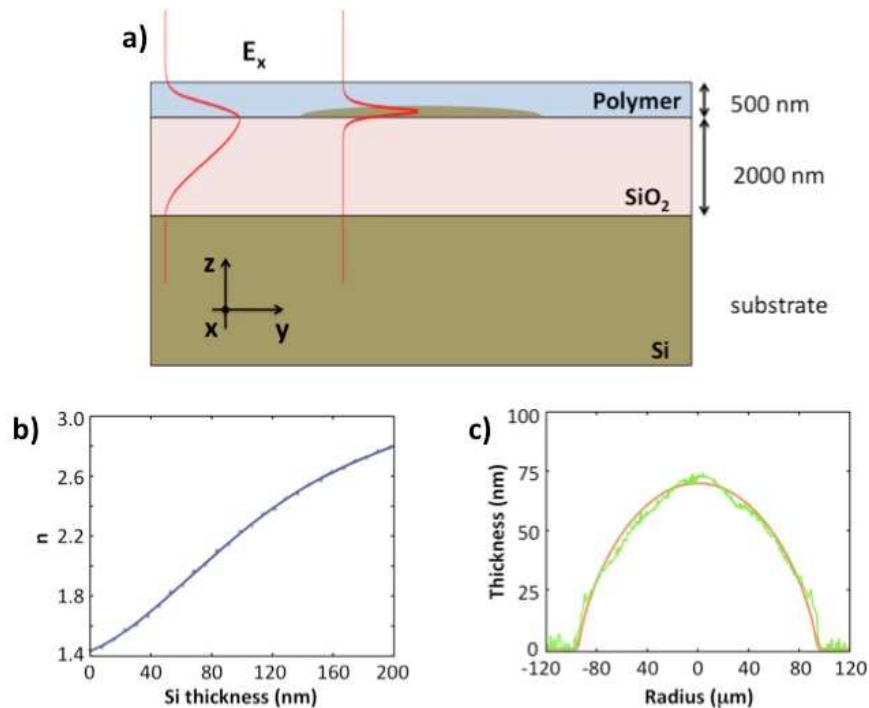 a)
Eₓ
Polymer
500 nm
2000 nm
SiO₂
z
x
y
substrate
Si
b)
3.0
2.6
2.2
1.8
1.4
n
0
40
80
120
160
200
Si thickness (nm)
c)
100
75
50
25
0
Thickness (nm)
-120
-80
40
0
40
80
120
Radius (μm)